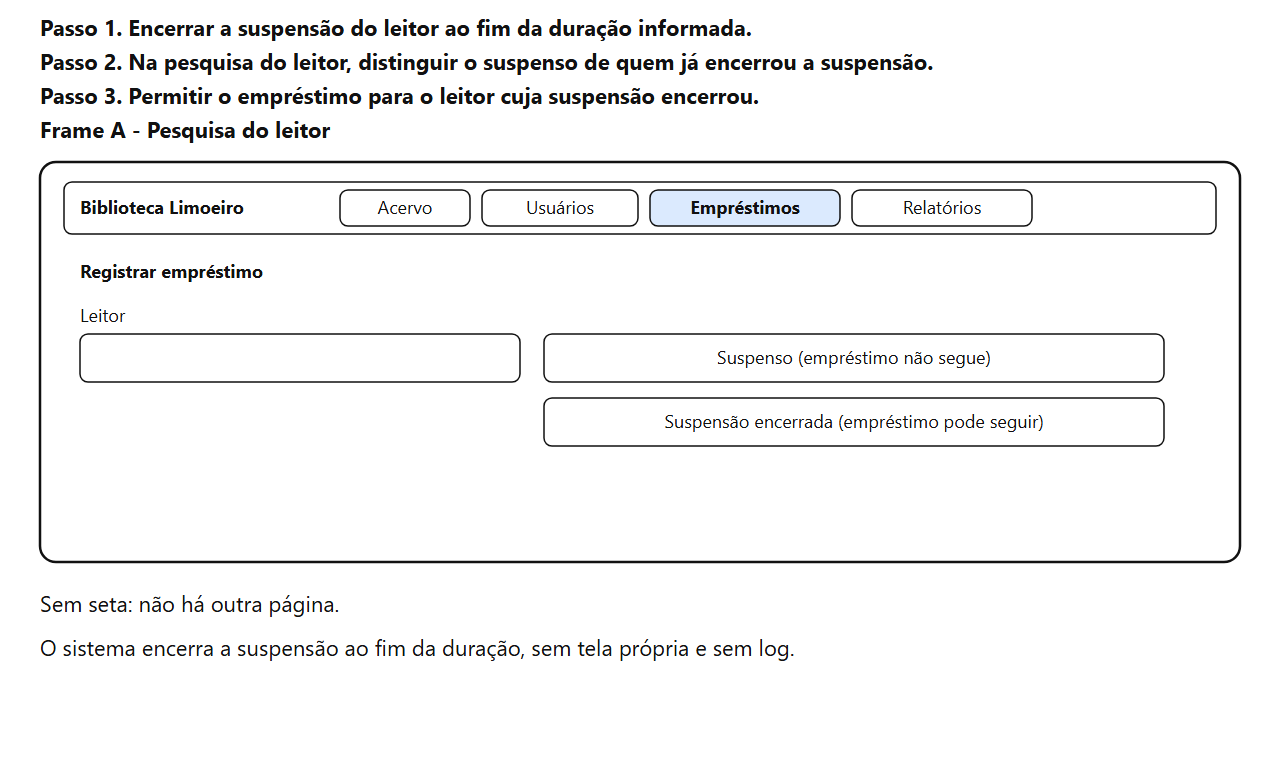 Passo 1. Encerrar a suspensão do leitor ao fim da duração informada.
Passo 2. Na pesquisa do leitor, distinguir o suspenso de quem já encerrou a suspensão.
Passo 3. Permitir o empréstimo para o leitor cuja suspensão encerrou.
Frame A - Pesquisa do leitor
Biblioteca Limoeiro Acervo Usuários Empréstimos Relatórios
Registrar empréstimo
Leitor
Suspenso (empréstimo não segue)
Suspensão encerrada (empréstimo pode seguir)
Sem seta: não há outra página.
O sistema encerra a suspensão ao fim da duração, sem tela própria e sem log.